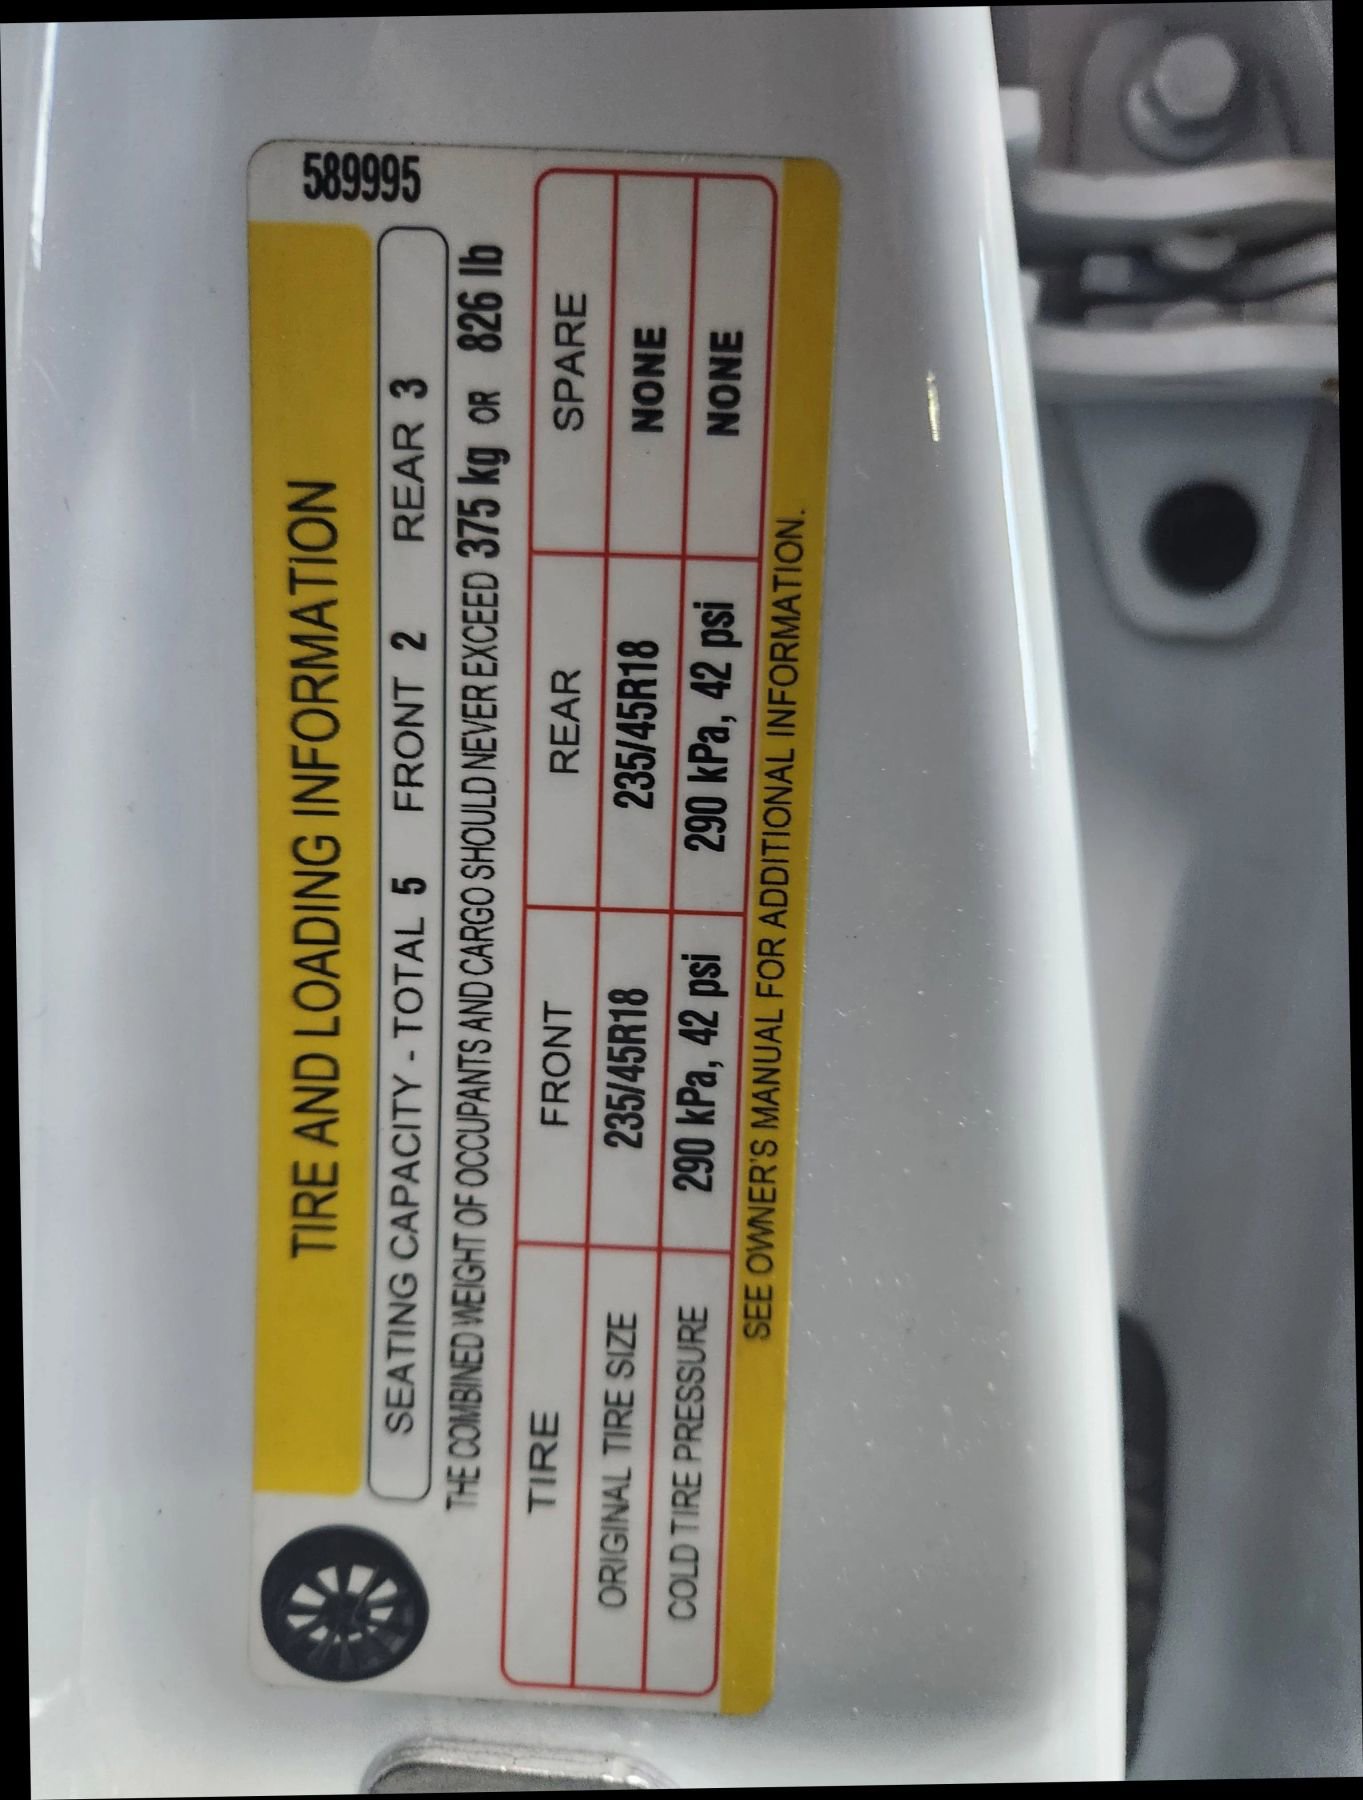 589995
TIRE AND LOADING INFORMATION
SEATING CAPACITY - TOTAL 5 FRONT 2 REAR 3
THE COMBINED WEIGHT OF OCCUPANTS AND CARGO SHOULD NEVER EXCEED 375 kg OR 826 lb
TIRE FRONT REAR SPARE
ORIGINAL TIRE SIZE 235/45R18 235/45R18 NONE
COLD TIRE PRESSURE 290 kPa, 42 psi 290 kPa, 42 psi NONE
SEE OWNER'S MANUAL FOR ADDITIONAL INFORMATION.